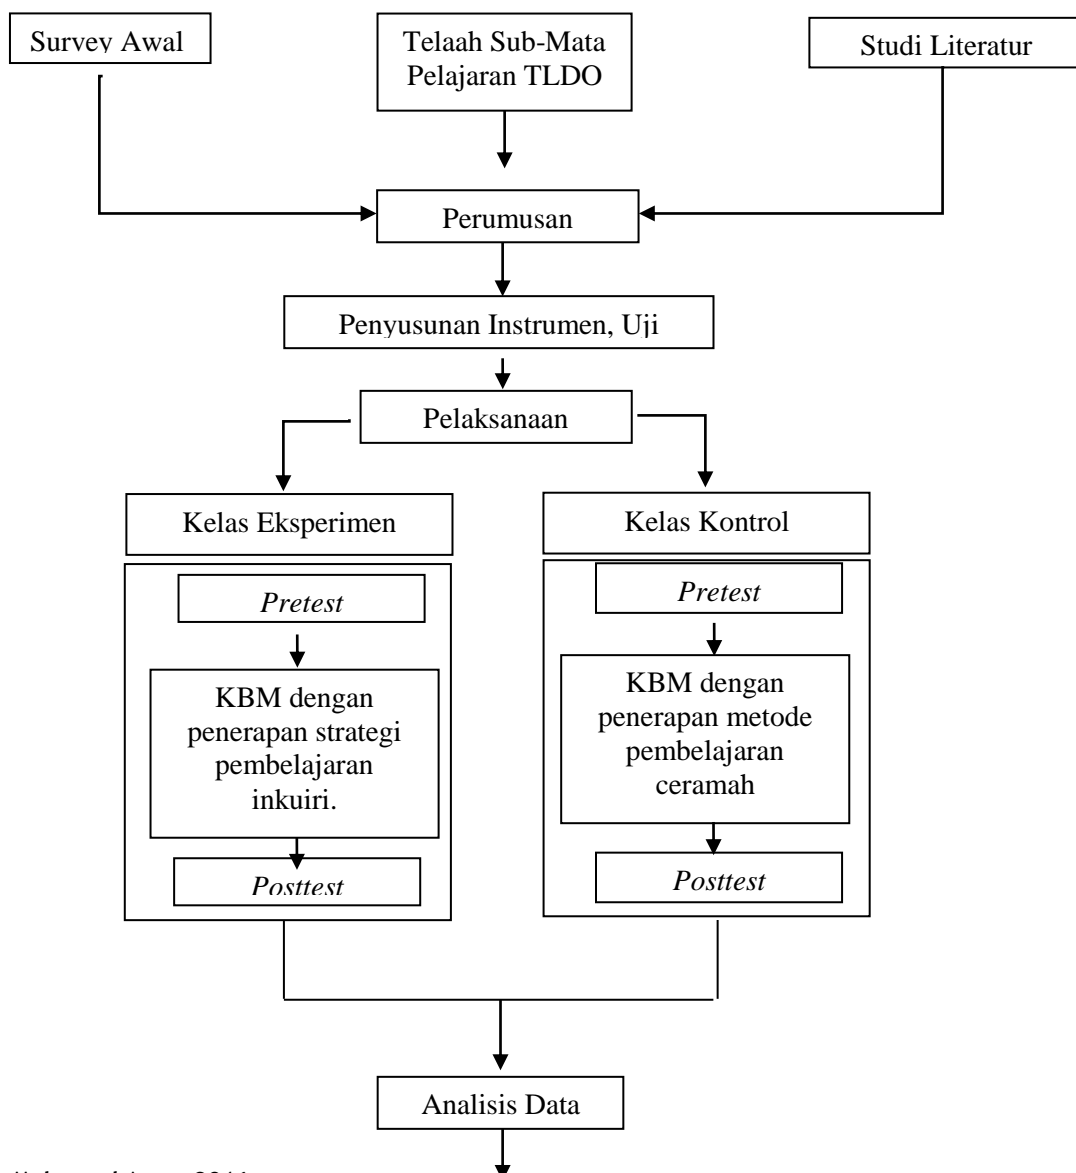 Survey Awal
Telaah Sub-Mata
Pelajaran TLDO
Studi Literatur
Perumusan
Penyusunan Instrumen, Uji
Pelaksanaan
Kelas Eksperimen
Kelas Kontrol
Pretest
Pretest
KBM dengan
penerapan strategi
pembelajaran
inkuiri.
KBM dengan
penerapan metode
pembelajaran
ceramah
Posttest
Posttest
Analisis Data